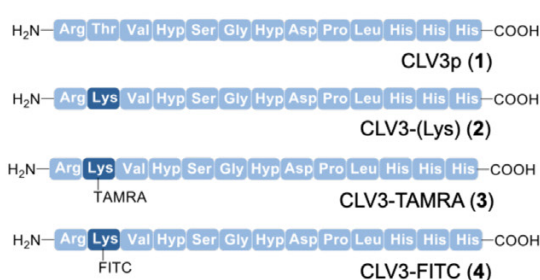 H₂N–Arg Thr Val Hyp Ser Gly Hyp Asp Pro Leu His His His–COOH
CLV3p (1)
H₂N–Arg Lys Val Hyp Ser Gly Hyp Asp Pro Leu His His His–COOH
CLV3-(Lys) (2)
H₂N–Arg Lys Val Hyp Ser Gly Hyp Asp Pro Leu His His His–COOH
TAMRA
CLV3-TAMRA (3)
H₂N–Arg Lys Val Hyp Ser Gly Hyp Asp Pro Leu His His His–COOH
FITC
CLV3-FITC (4)